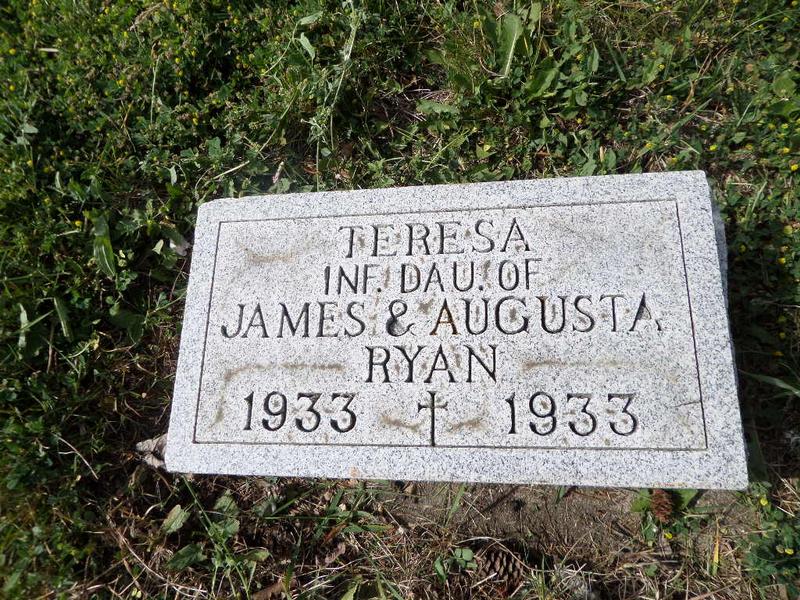 TERESA
INF. DAU. OF
JAMES & AUGUSTA
RYAN
1933 1933